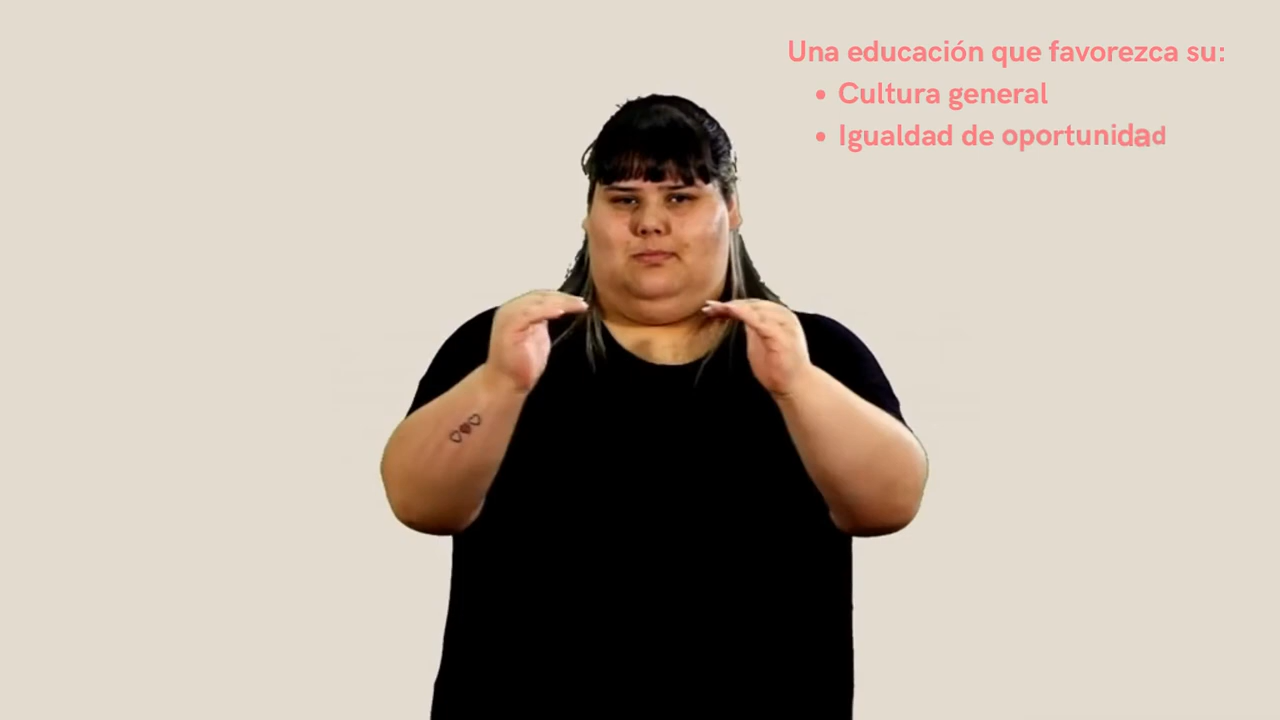 Una educación que favorezca su:
• Cultura general
• Igualdad de oportunidad